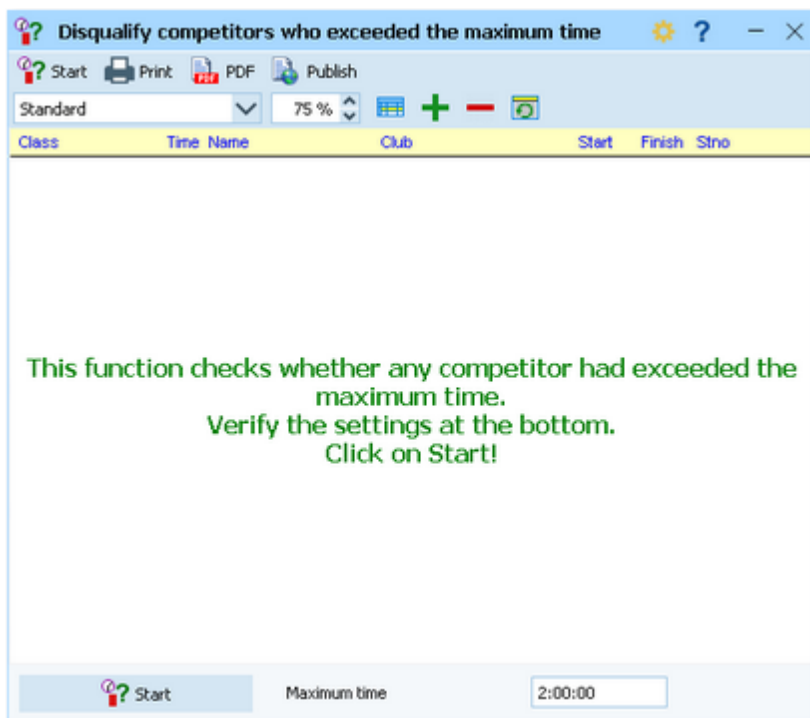 Disqualify competitors who exceeded the maximum time
Start Print PDF Publish
Standard 75 %
Class Time Name Club Start Finish Stno
This function checks whether any competitor had exceeded the
maximum time.
Verify the settings at the bottom.
Click on Start!
Start Maximum time 2:00:00